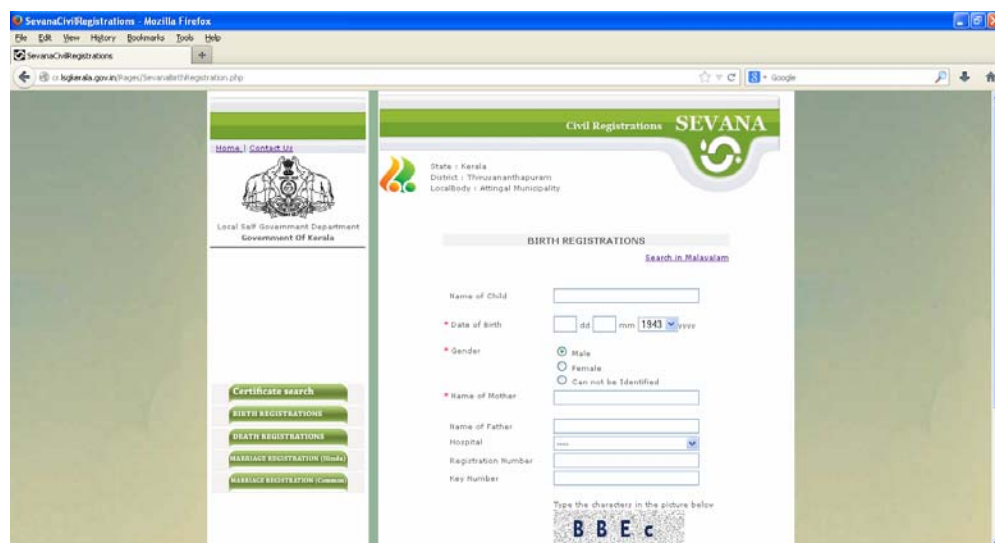 SevanaCivilRegistrations - Mozilla Firefox
File Edit View History Bookmarks Tools Help
SevanaCivilRegistrations +
cr.lsgkerala.gov.in/Pages/SevanaBirthRegistration.php
Google
Home | Contact Us
Local Self Government Department
Government Of Kerala
Certificate search
BIRTH REGISTRATIONS
DEATH REGISTRATIONS
MARRIAGE REGISTRATION (Hindu)
MARRIAGE REGISTRATION (Common)
Civil Registrations SEVANA
State : Kerala
District : Thiruvananthapuram
Localbody : Attingal Municipality
BIRTH REGISTRATIONS
Search in Malayalam
Name of Child
* Date of Birth dd mm 1943 yyyy
* Gender Male
Female
Can not be Identified
* Name of Mother
Name of Father
Hospital ----
Registration Number
Key Number
Type the characters in the picture below
B B E c